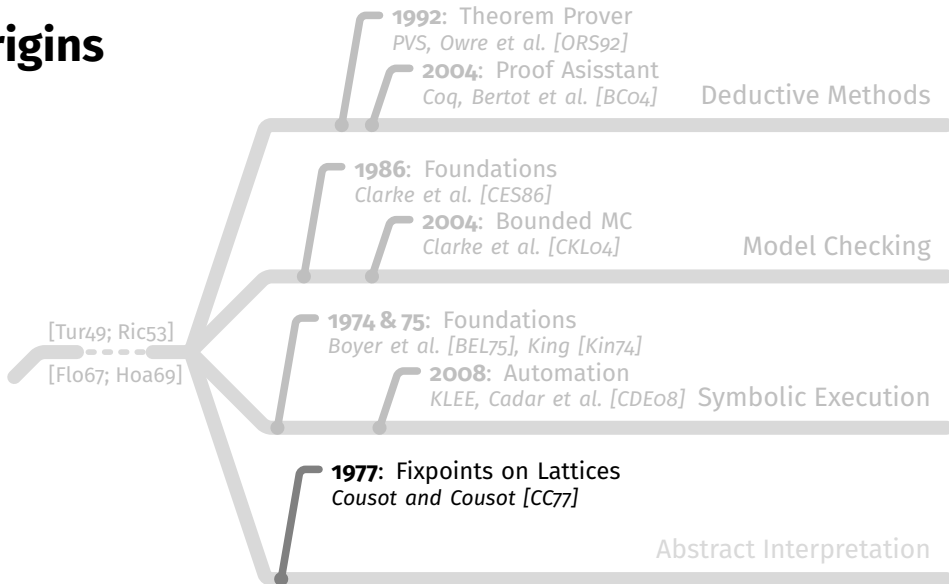 rigins
1992: Theorem Prover
PVS, Owre et al. [ORS92]
2004: Proof Asisstant
Coq, Bertot et al. [BC04]
Deductive Methods
1986: Foundations
Clarke et al. [CES86]
2004: Bounded MC
Clarke et al. [CKL04]
Model Checking
[Tur49; Ric53]
[Flo67; Hoa69]
1974 & 75: Foundations
Boyer et al. [BEL75], King [Kin74]
2008: Automation
KLEE, Cadar et al. [CDE08]
Symbolic Execution
1977: Fixpoints on Lattices
Cousot and Cousot [CC77]
Abstract Interpretation